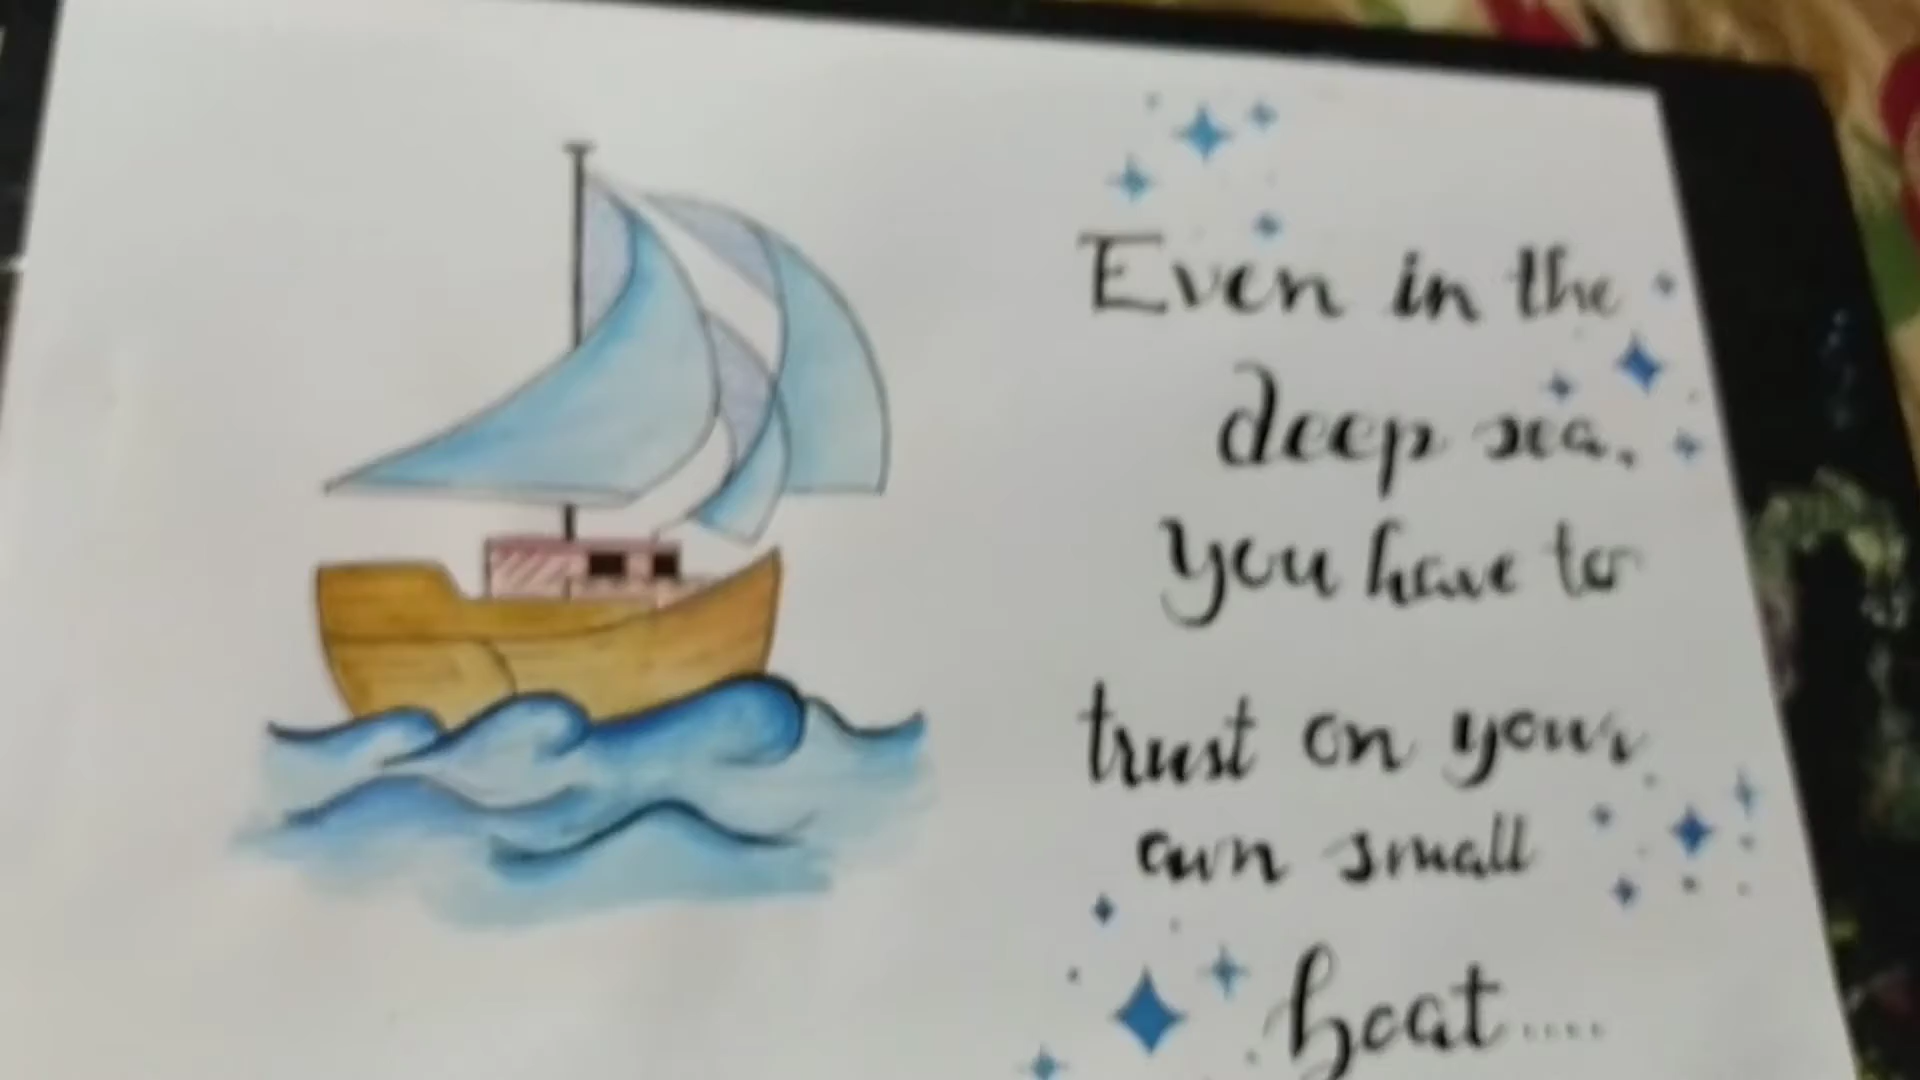 Even in the
deep sea,
you have to
trust on your
own small
boat....